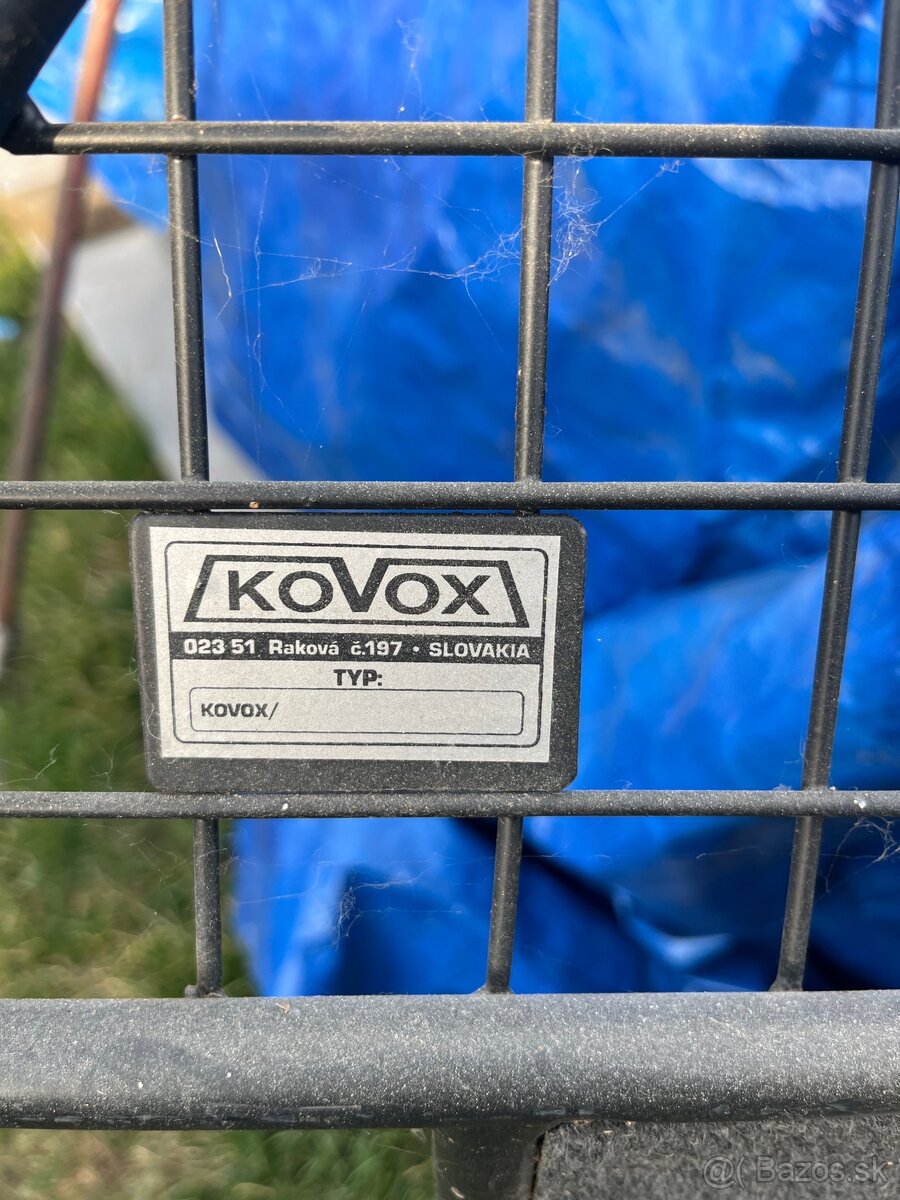 KOVOX
023 51 Raková č.197 • SLOVAKIA
TYP:
KOVOX/
@( Bazos.sk